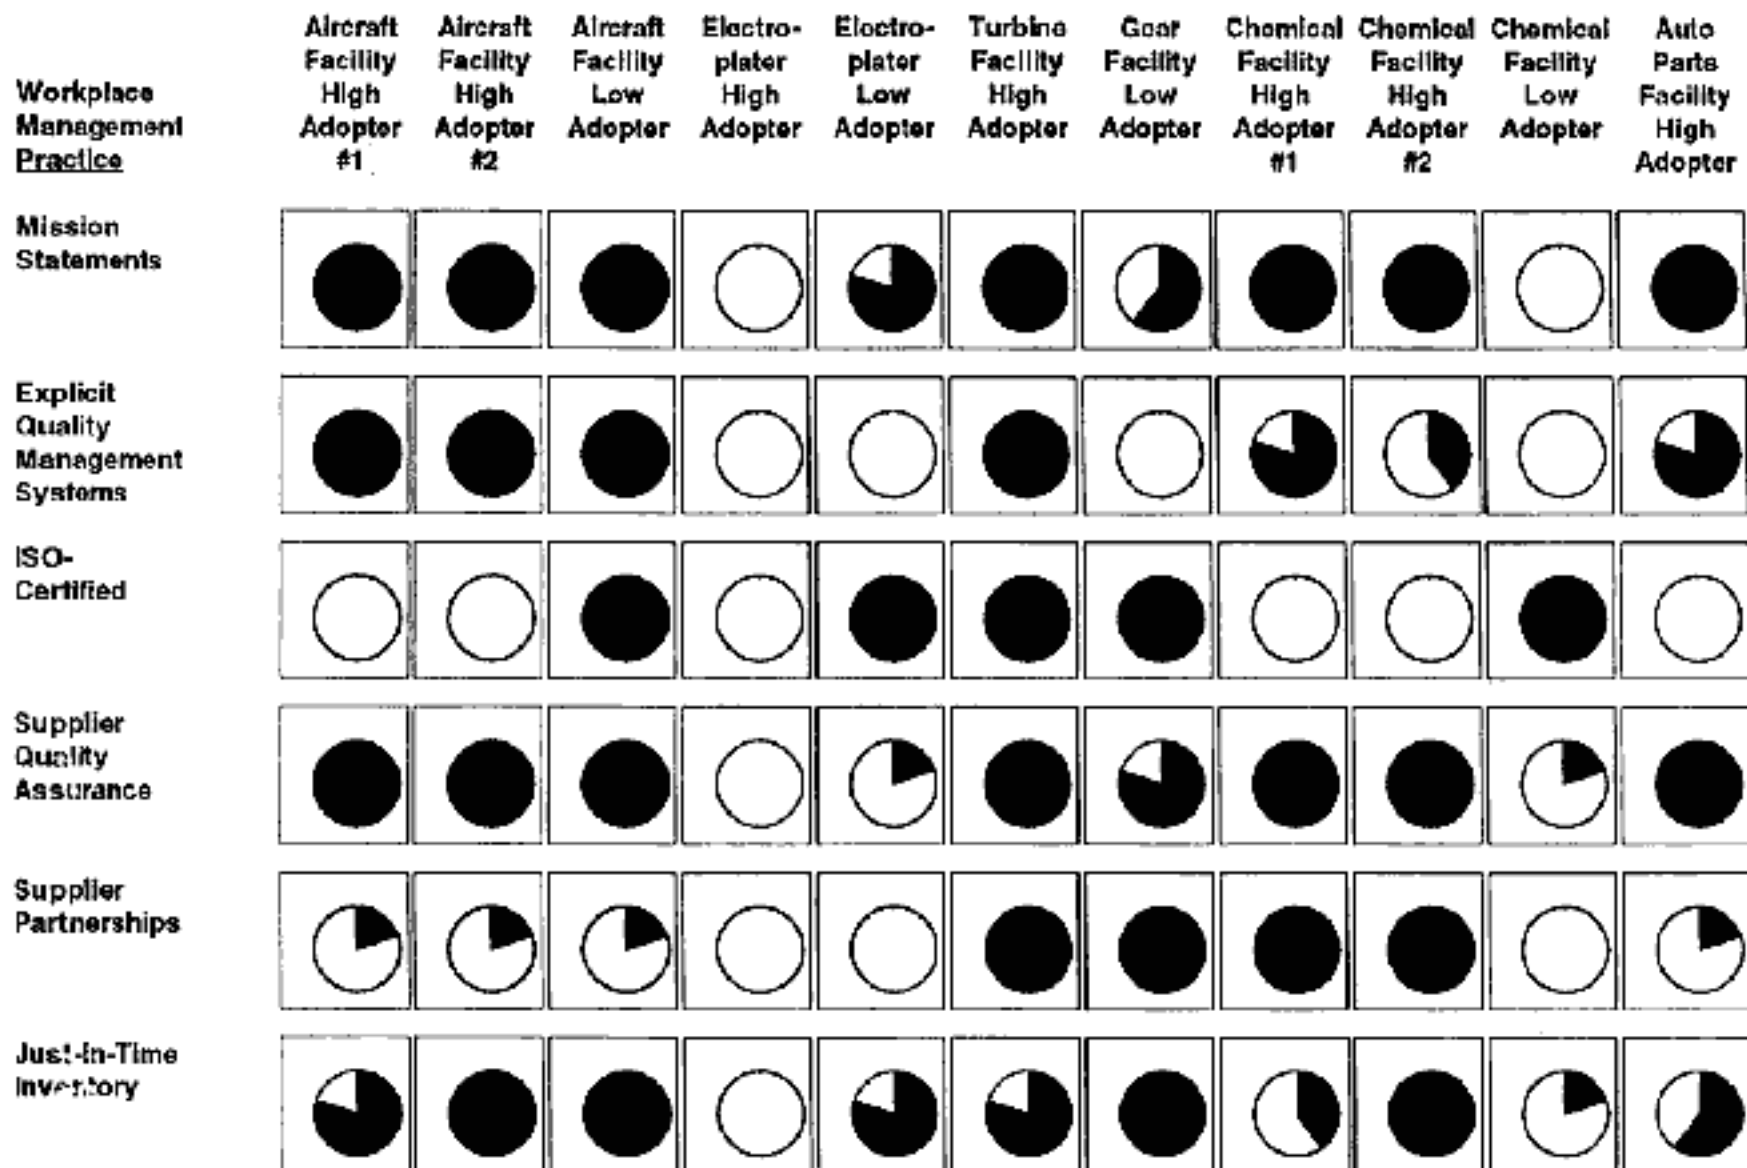 Workplace
Management
Practice
Aircraft
Facility
High
Adopter
#1
Aircraft
Facility
High
Adopter
#2
Aircraft
Facility
Low
Adopter
Electro-
plater
High
Adopter
Electro-
plater
Low
Adopter
Turbine
Facility
High
Adopter
Gear
Facility
Low
Adopter
Chemical
Facility
High
Adopter
#1
Chemical
Facility
High
Adopter
#2
Chemical
Facility
Low
Adopter
Auto
Parts
Facility
High
Adopter
Mission
Statements
Explicit
Quality
Management
Systems
ISO-
Certified
Supplier
Quality
Assurance
Supplier
Partnerships
Just-in-Time
Inventory